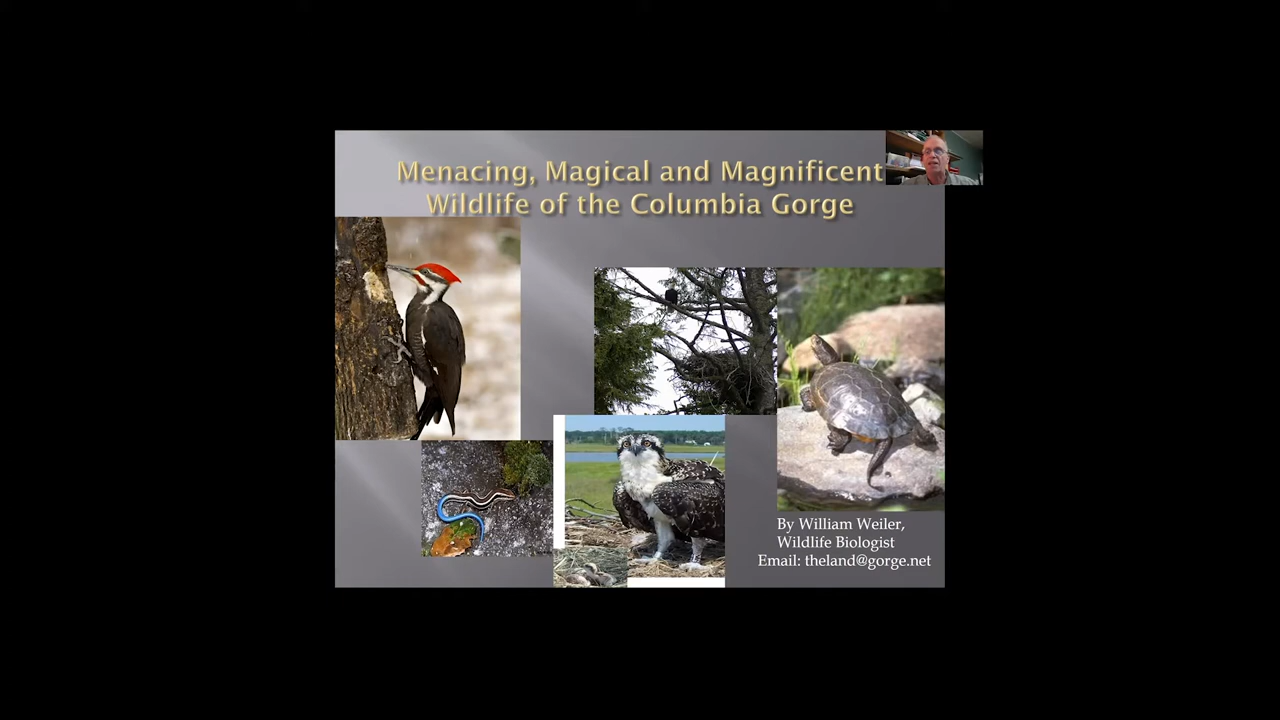 Menacing, Magical and Magnificent
Wildlife of the Columbia Gorge
By William Weiler,
Wildlife Biologist
Email: theland@gorge.net